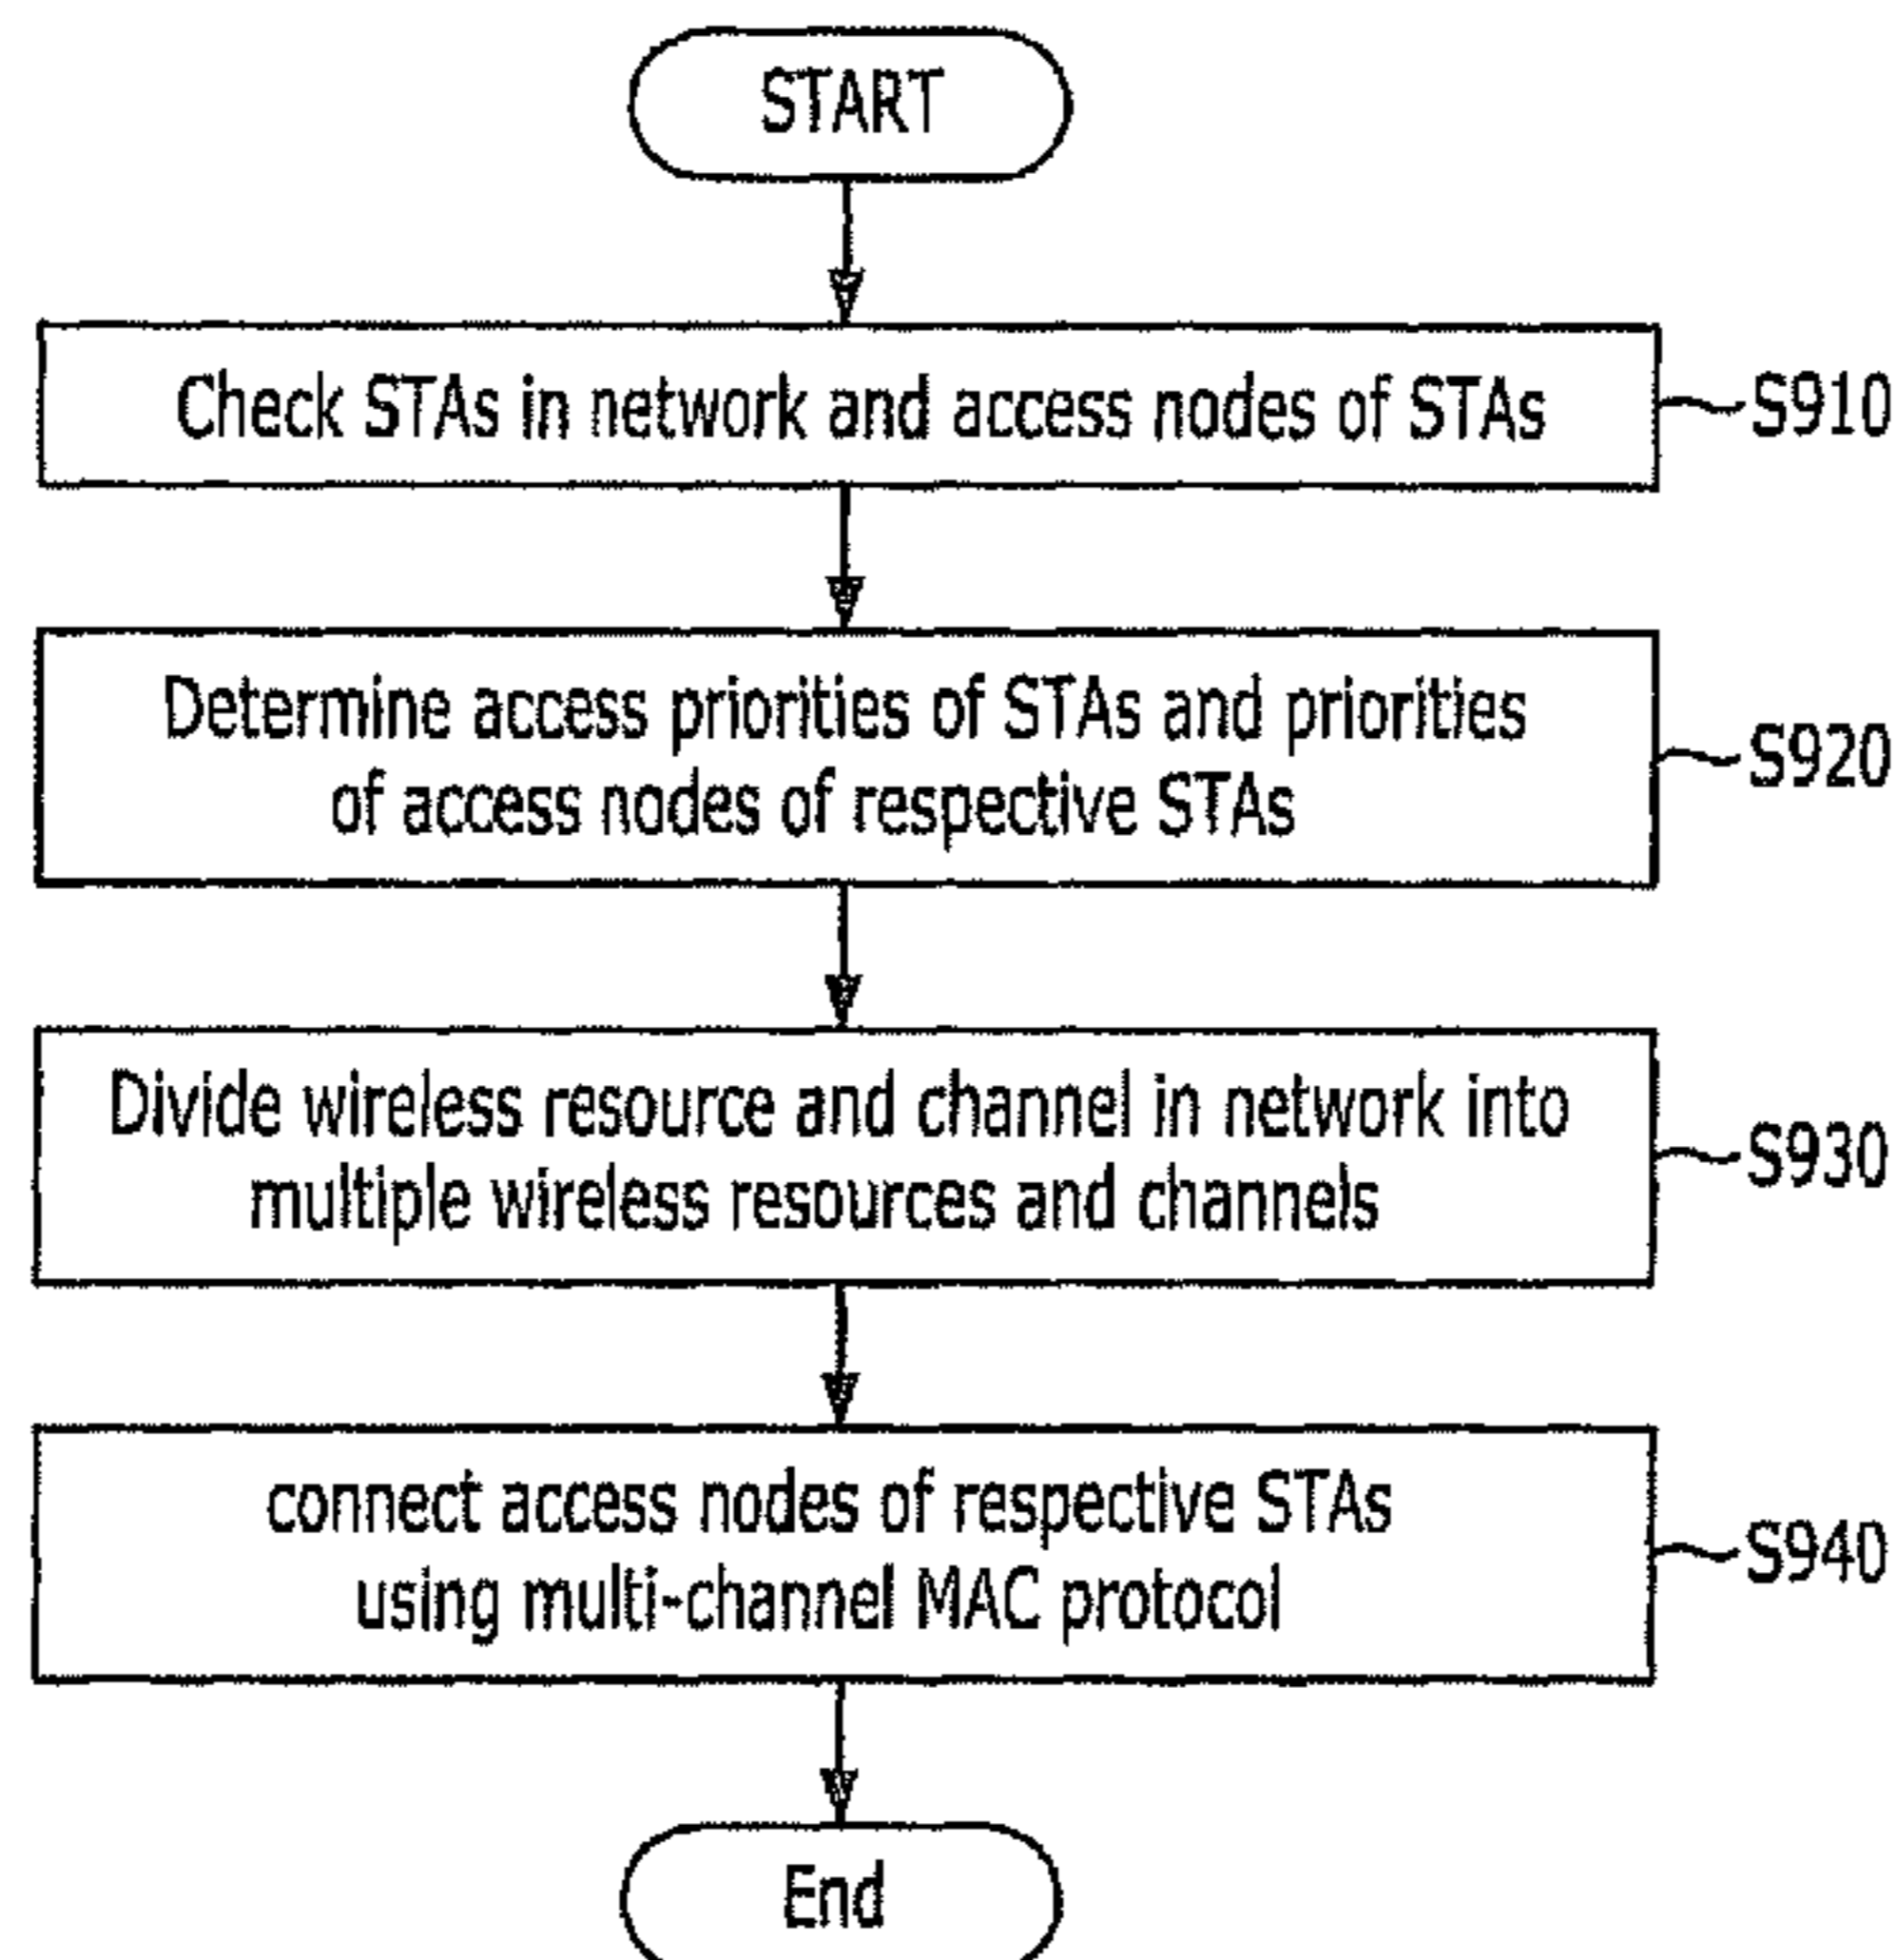 START
Check STAs in network and access nodes of STAs
S910
Determine access priorities of STAs and priorities
of access nodes of respective STAs
S920
Divide wireless resource and channel in network into
multiple wireless resources and channels
S930
connect access nodes of respective STAs
using multi-channel MAC protocol
S940
End